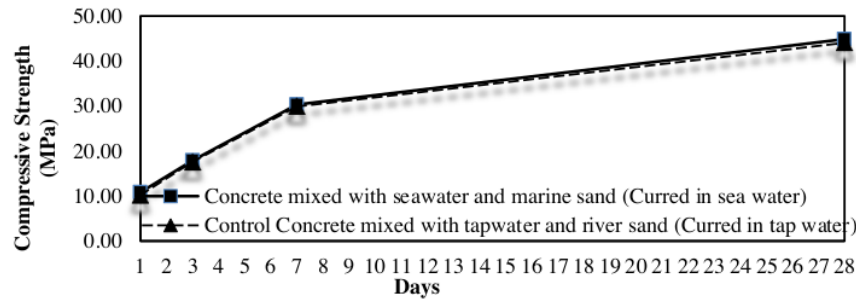 50.00
40.00
30.00
20.00
10.00
0.00
Compressive Strength
(MPa)
Concrete mixed with seawater and marine sand (Curred in sea water)
Control Concrete mixed with tapwater and river sand (Curred in tap water)
1 2 3 4 5 6 7 8 9 10 11 12 13 14 15 16 17 18 19 20 21 22 23 24 25 26 27 28
Days